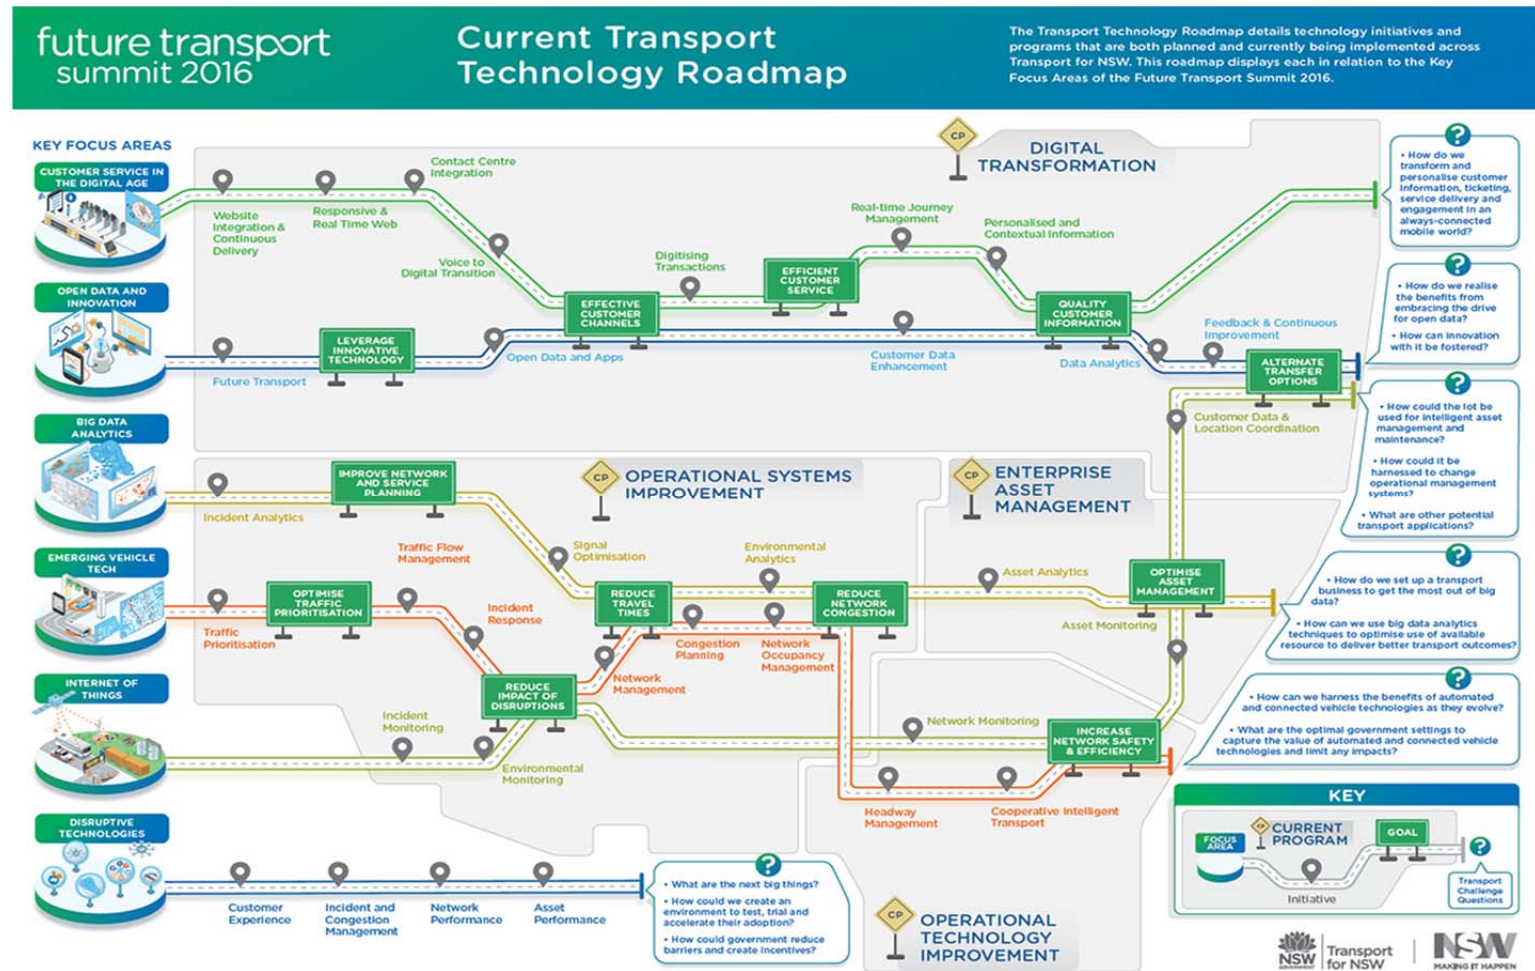 future transport
summit 2016
Current Transport
Technology Roadmap
The Transport Technology Roadmap details technology initiatives and
programs that are both planned and currently being implemented across
Transport for NSW. This roadmap displays each in relation to the Key
Focus Areas of the Future Transport Summit 2016.
KEY FOCUS AREAS
CUSTOMER SERVICE IN
THE DIGITAL AGE
Website
Integration &
Continuous
Delivery
Responsive &
Real Time Web
Contact Centre
Integration
Voice to
Digital Transition
EFFECTIVE
CUSTOMER
CHANNELS
Digitising
Transactions
EFFICIENT
CUSTOMER
SERVICE
Real-time Journey
Management
Personalised and
Contextual Information
QUALITY
CUSTOMER
INFORMATION
CP
DIGITAL
TRANSFORMATION
?
• How do we
transform and
personalise customer
information, ticketing,
service delivery and
engagement in an
always-connected
mobile world?
OPEN DATA AND
INNOVATION
Future Transport
LEVERAGE
INNOVATIVE
TECHNOLOGY
Open Data and Apps
Customer Data
Enhancement
Data Analytics
Feedback & Continuous
Improvement
ALTERNATE
TRANSFER
OPTIONS
?
• How do we realise
the benefits from
embracing the drive
for open data?
• How can innovation
with it be fostered?
Customer Data &
Location Coordination
?
• How could the Iot be
used for intelligent asset
management and
maintenance?
• How could it be
harnessed to change
operational management
systems?
• What are other potential
transport applications?
BIG DATA
ANALYTICS
Incident Analytics
IMPROVE NETWORK
AND SERVICE
PLANNING
CP
OPERATIONAL SYSTEMS
IMPROVEMENT
CP
ENTERPRISE
ASSET
MANAGEMENT
Signal
Optimisation
REDUCE
TRAVEL
TIMES
Environmental
Analytics
REDUCE
NETWORK
CONGESTION
Asset Analytics
OPTIMISE
ASSET
MANAGEMENT
Asset Monitoring
?
• How do we set up a transport
business to get the most out of big
data?
• How can we use big data analytics
techniques to optimise use of available
resource to deliver better transport outcomes?
EMERGING VEHICLE
TECH
Traffic
Prioritisation
OPTIMISE
TRAFFIC
PRIORITISATION
Traffic Flow
Management
Incident
Response
REDUCE
IMPACT OF
DISRUPTIONS
Network
Management
Congestion
Planning
Network
Occupancy
Management
Headway
Management
Cooperative Intelligent
Transport
?
• How can we harness the benefits of automated
and connected vehicle technologies as they evolve?
• What are the optimal government settings to
capture the value of automated and connected vehicle
technologies and limit any impacts?
INTERNET OF
THINGS
Incident
Monitoring
Environmental
Monitoring
Network Monitoring
INCREASE
NETWORK SAFETY
& EFFICIENCY
DISRUPTIVE
TECHNOLOGIES
Customer
Experience
Incident and
Congestion
Management
Network
Performance
Asset
Performance
?
• What are the next big things?
• How could we create an
environment to test, trial and
accelerate their adoption?
• How could government reduce
barriers and create incentives?
CP
OPERATIONAL
TECHNOLOGY
IMPROVEMENT
KEY
FOCUS
AREA
CP
CURRENT
PROGRAM
GOAL
Initiative
?
Transport
Challenge
Questions
NSW
GOVERNMENT
Transport
for NSW
NSW
MAKING IT HAPPEN